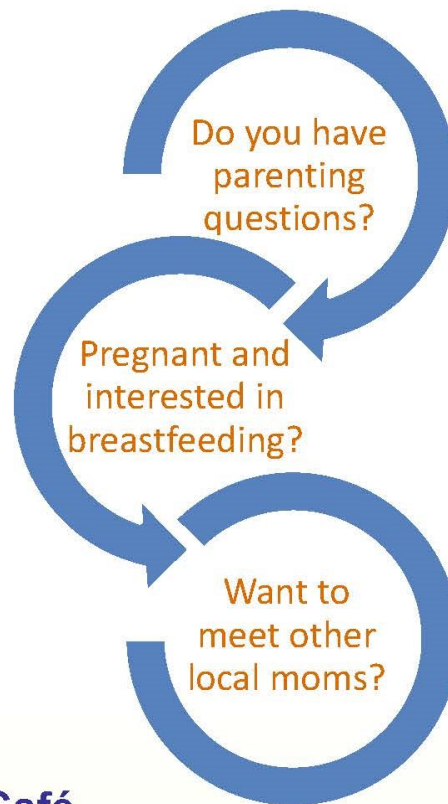 Do you have
parenting
questions?
Pregnant and
interested in
breastfeeding?
Want to
meet other
local moms?
Café